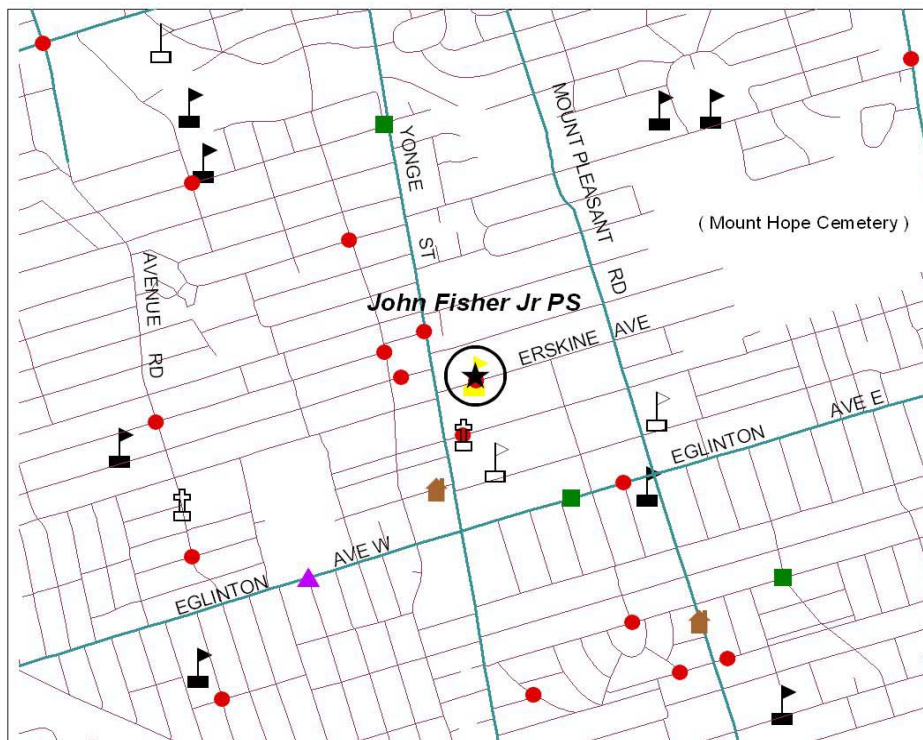 YONGE ST
MOUNT PLEASANT RD
( Mount Hope Cemetery )
AVENUE RD
John Fisher Jr PS
ERSKINE AVE
EGLINTON AVE E
EGLINTON AVE W